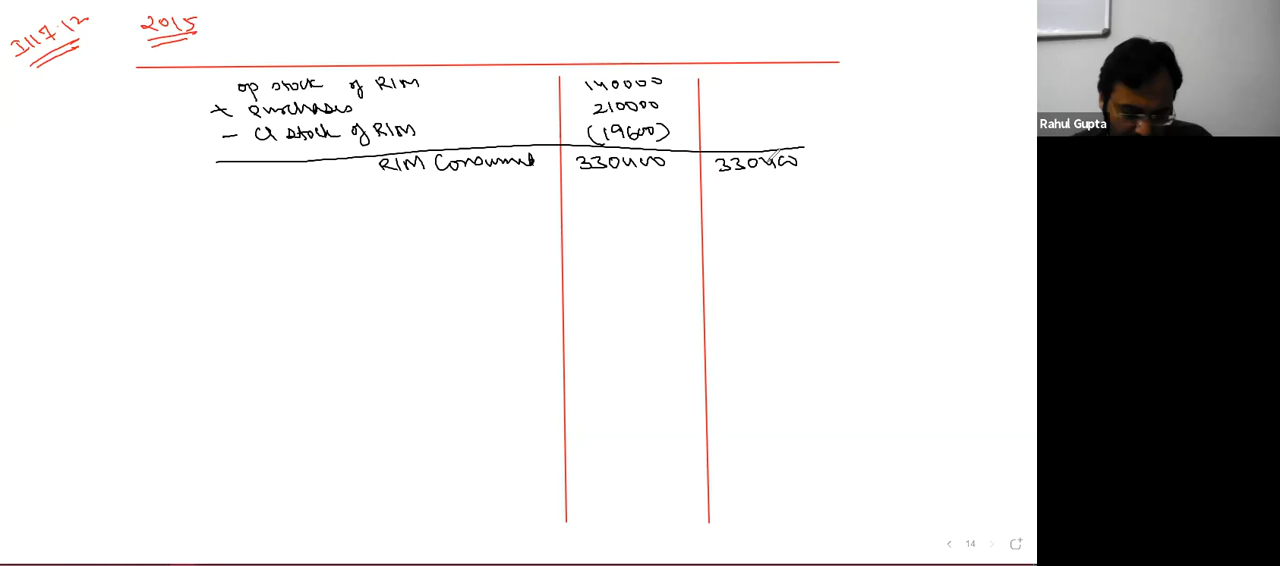 Ill 7.12
2015
op stock of R/M 140000
+ purchases 210000
- Cl stock of R/M (19600)
R/M Consumed 330400 330400
Rahul Gupta
14